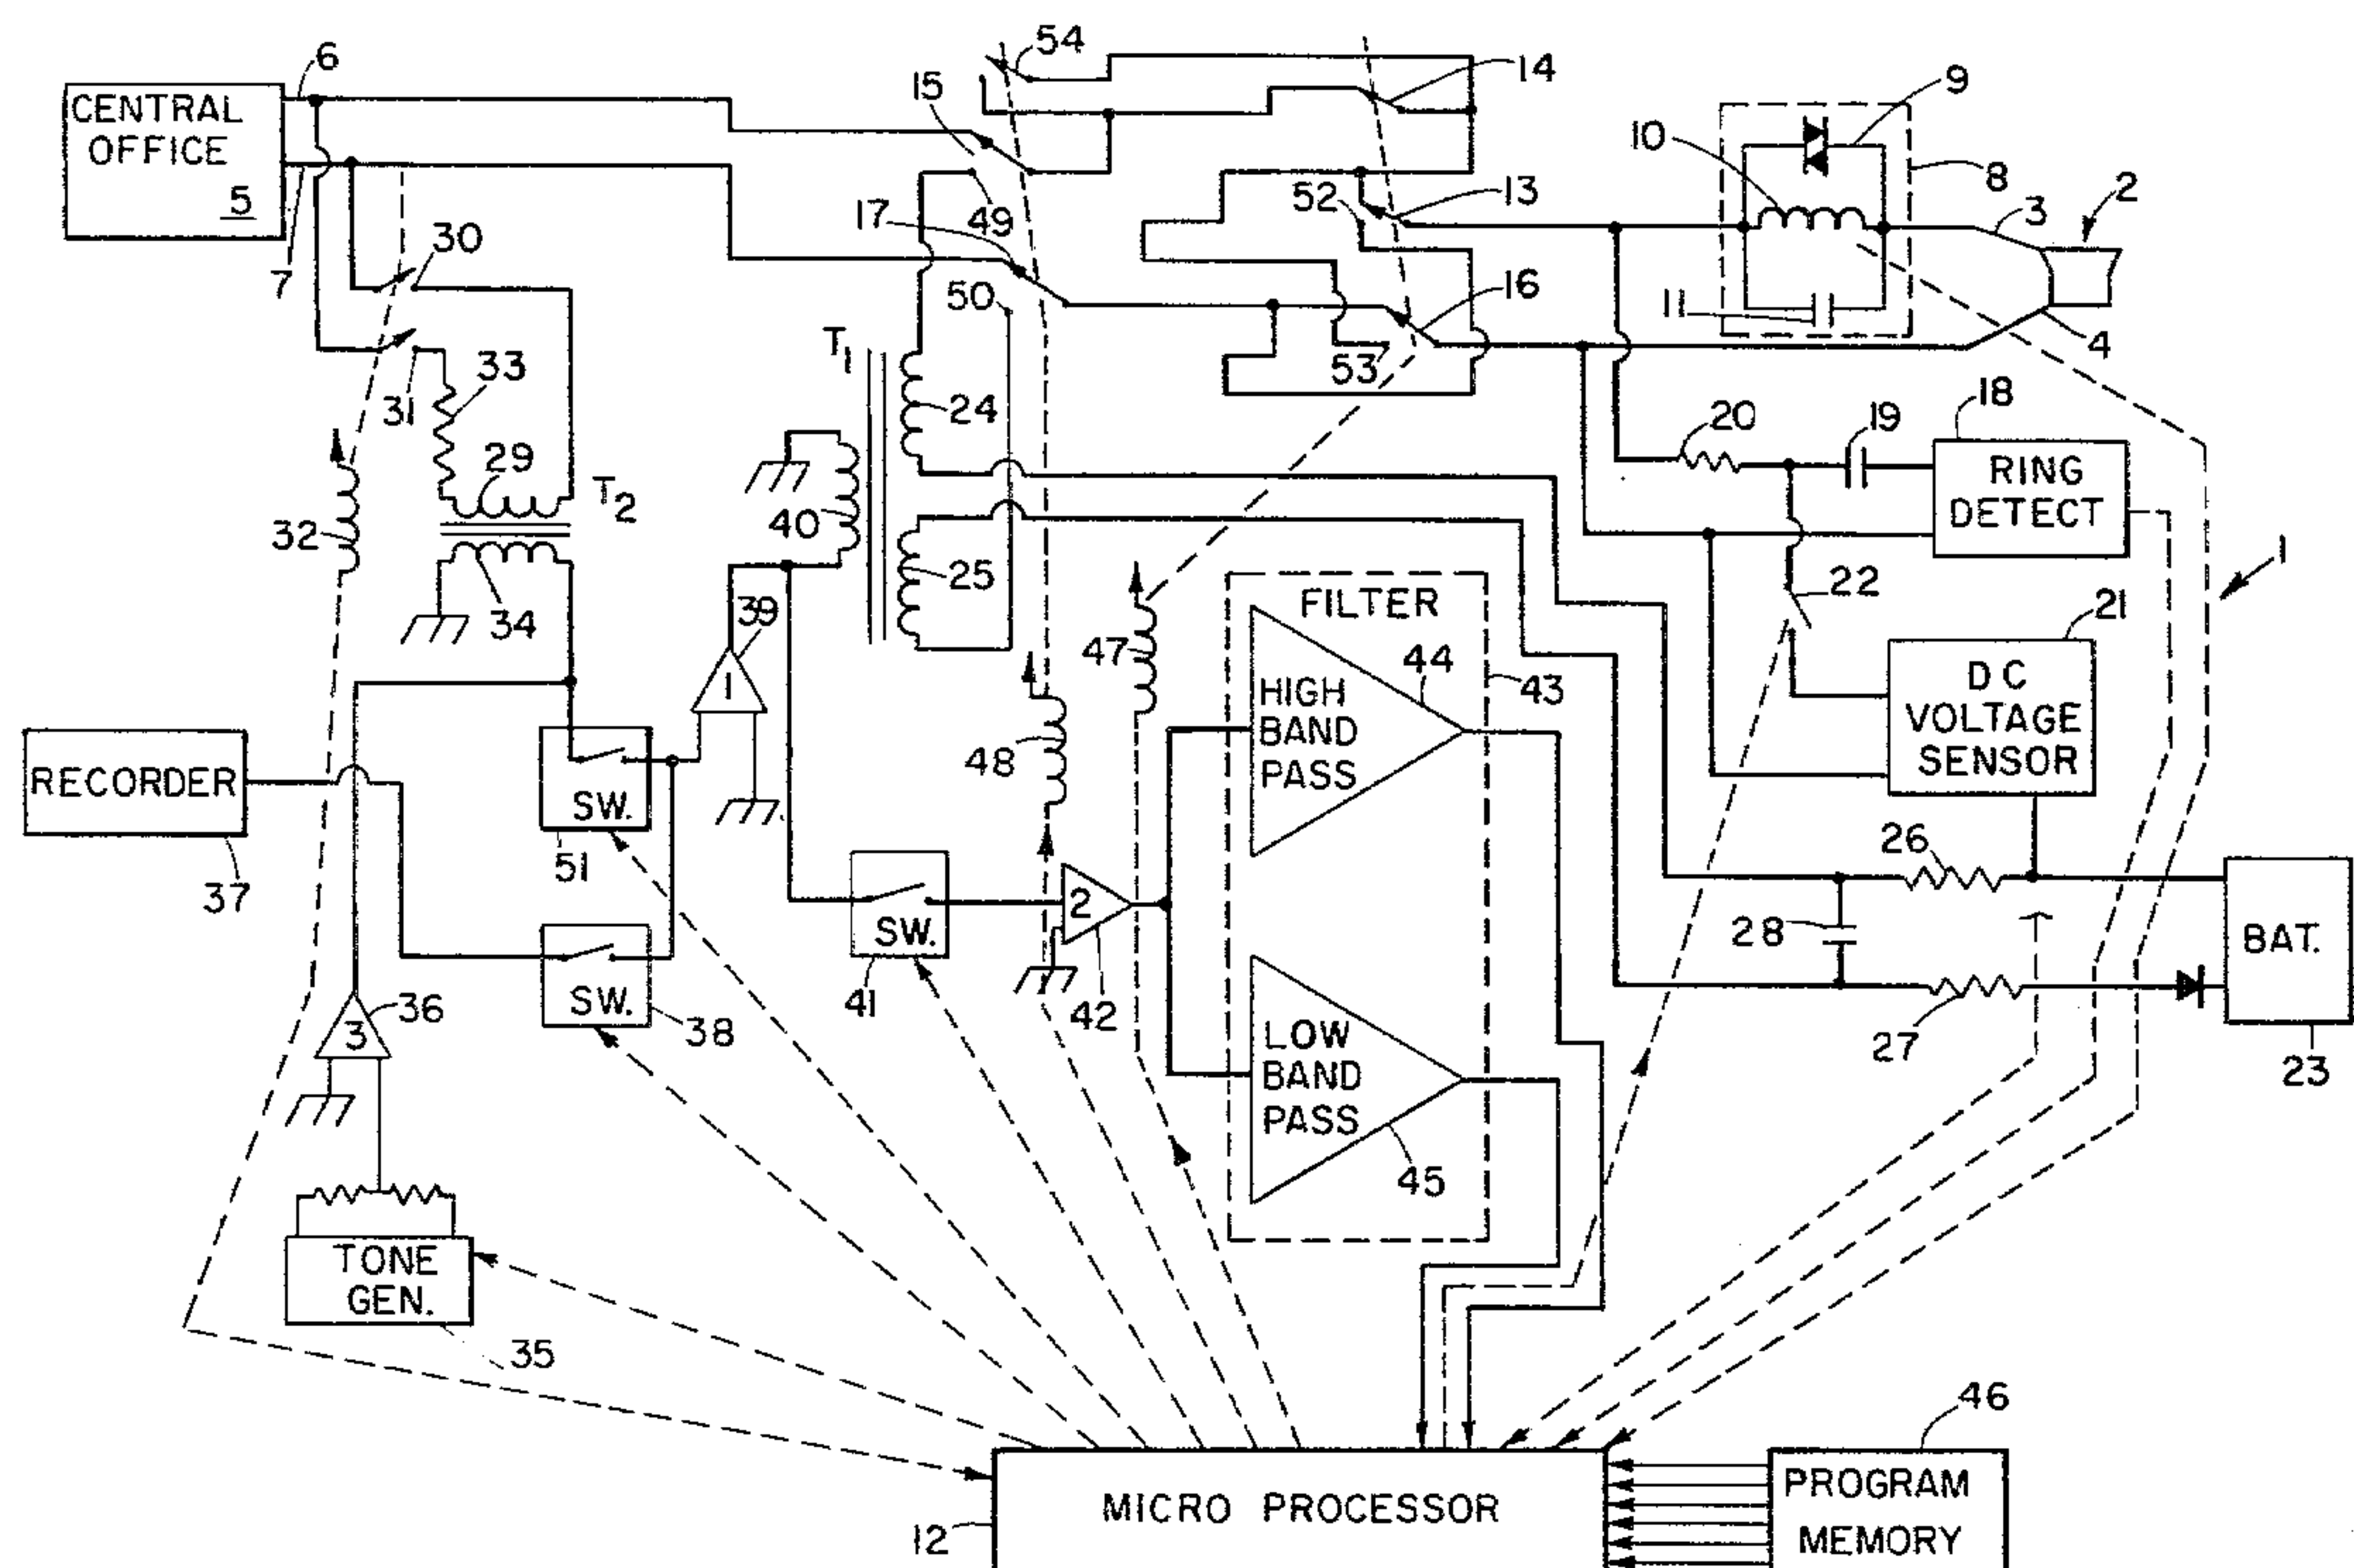 6
CENTRAL
OFFICE
5
7
54
15
14
9
10
8
2
3
13
52
49
17
30
50
16
11
53
4
31
33
T1
24
18
20
19
29
T2
RING
DETECT
40
32
34
25
1
22
FILTER
39
47
21
1
44
43
DC
VOLTAGE
SENSOR
HIGH
BAND
PASS
48
RECORDER
SW.
51
37
26
2
SW.
28
BAT.
41
42
SW.
38
36
3
LOW
BAND
PASS
27
23
45
TONE
GEN.
35
46
PROGRAM
MEMORY
MICRO PROCESSOR
12